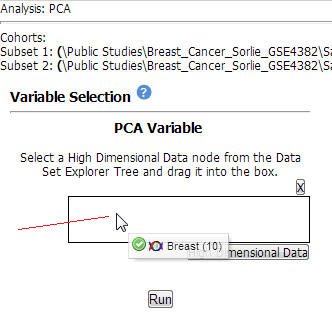 Analysis: PCA
Cohorts:
Subset 1: (\Public Studies\Breast_Cancer_Sorlie_GSE4382\Sa
Subset 2: (\Public Studies\Breast_Cancer_Sorlie_GSE4382\Sa
Variable Selection ?
PCA Variable
Select a High Dimensional Data node from the Data
Set Explorer Tree and drag it into the box.
X
Breast (10)
High Dimensional Data
Run